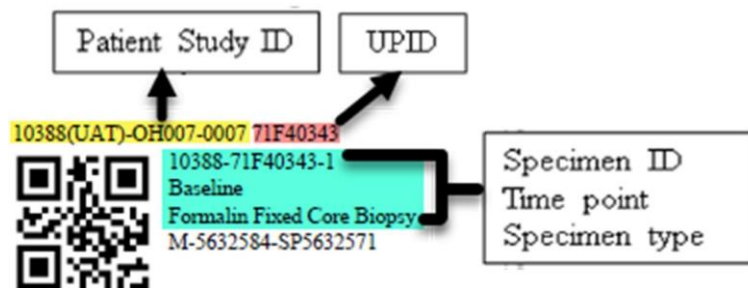 Patient Study ID
UPID
10388(UAT)-OH007-0007 71F40343
10388-71F40343-1
Baseline
Formalin Fixed Core Biopsy
M-5632584-SP5632571
Specimen ID
Time point
Specimen type